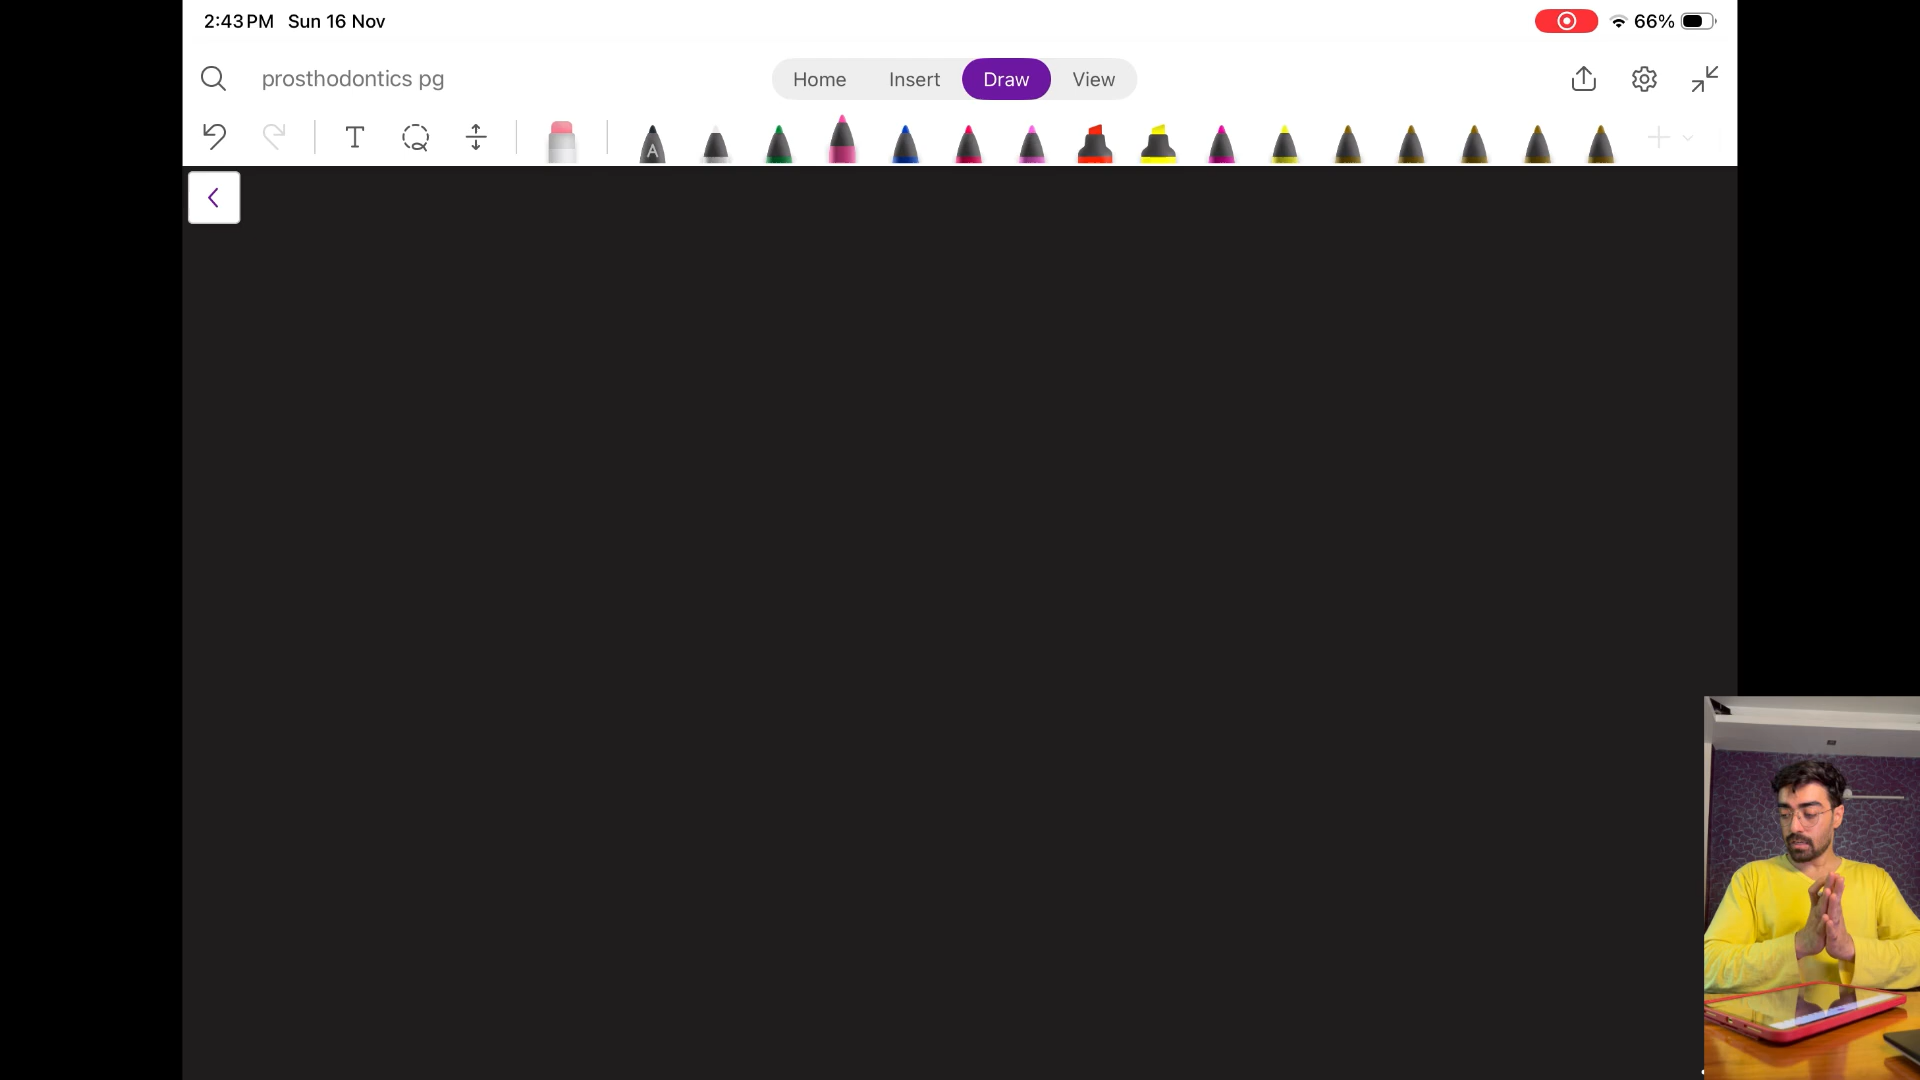 2:43 PM Sun 16 Nov
66%
prosthodontics pg
Home Insert Draw View
T
A